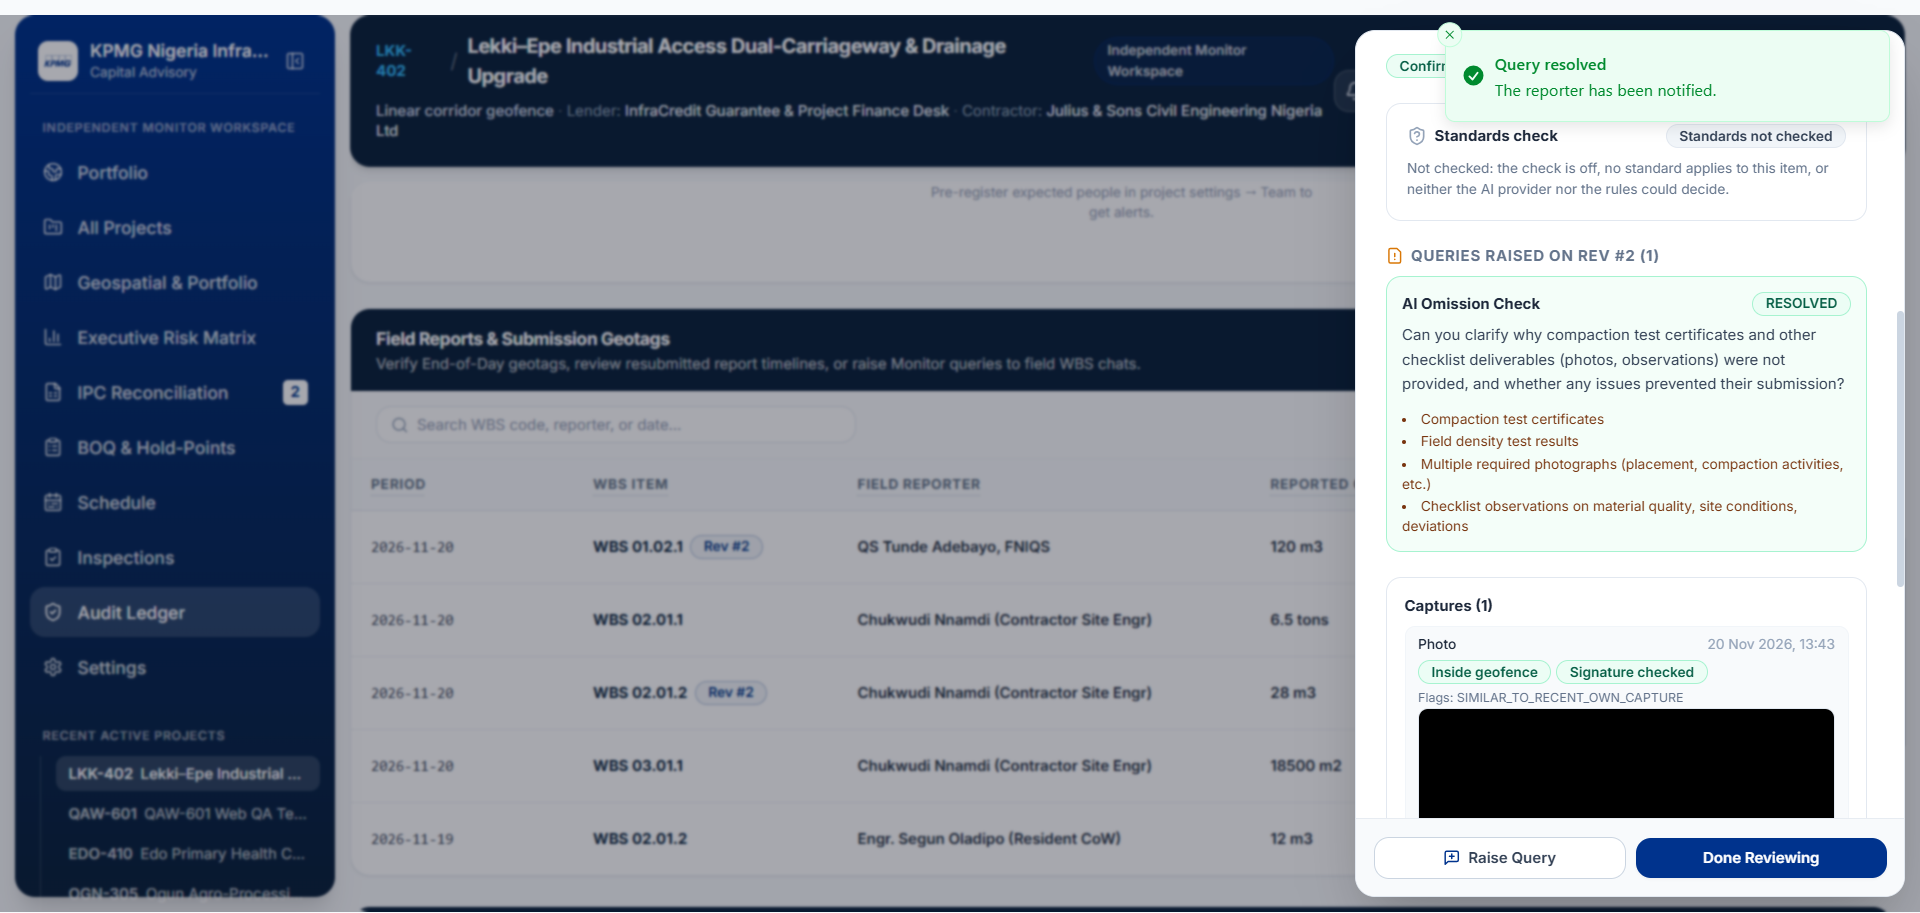 KPMG Nigeria Infra...
Capital Advisory
INDEPENDENT MONITOR WORKSPACE
Portfolio
All Projects
Geospatial & Portfolio
Executive Risk Matrix
IPC Reconciliation
2
BOQ & Hold-Points
Schedule
Inspections
Audit Ledger
Settings
RECENT ACTIVE PROJECTS
LKK-402 Lekki–Epe Industrial ...
QAW-601 QAW-601 Web QA Te...
EDO-410 Edo Primary Health C...
OGN-305 Ogun Agro-Processi
LKK-
402
/
Lekki–Epe Industrial Access Dual-Carriageway & Drainage
Upgrade
Independent Monitor
Workspace
Linear corridor geofence · Lender: InfraCredit Guarantee & Project Finance Desk · Contractor: Julius & Sons Civil Engineering Nigeria
Ltd
Pre-register expected people in project settings → Team to
get alerts.
Field Reports & Submission Geotags
Verify End-of-Day geotags, review resubmitted report timelines, or raise Monitor queries to field WBS chats.
Search WBS code, reporter, or date...
PERIOD WBS ITEM FIELD REPORTER REPORTED
2026-11-20 WBS 01.02.1 Rev #2 QS Tunde Adebayo, FNIQS 120 m3
2026-11-20 WBS 02.01.1 Chukwudi Nnamdi (Contractor Site Engr) 6.5 tons
2026-11-20 WBS 02.01.2 Rev #2 Chukwudi Nnamdi (Contractor Site Engr) 28 m3
2026-11-20 WBS 03.01.1 Chukwudi Nnamdi (Contractor Site Engr) 18500 m2
2026-11-19 WBS 02.01.2 Engr. Segun Oladipo (Resident CoW) 12 m3
Query resolved
The reporter has been notified.
Confir
Standards check
Standards not checked
Not checked: the check is off, no standard applies to this item, or
neither the AI provider nor the rules could decide.
QUERIES RAISED ON REV #2 (1)
AI Omission Check
RESOLVED
Can you clarify why compaction test certificates and other
checklist deliverables (photos, observations) were not
provided, and whether any issues prevented their submission?
• Compaction test certificates
• Field density test results
• Multiple required photographs (placement, compaction activities,
etc.)
• Checklist observations on material quality, site conditions,
deviations
Captures (1)
Photo
20 Nov 2026, 13:43
Inside geofence
Signature checked
Flags: SIMILAR_TO_RECENT_OWN_CAPTURE
Raise Query
Done Reviewing